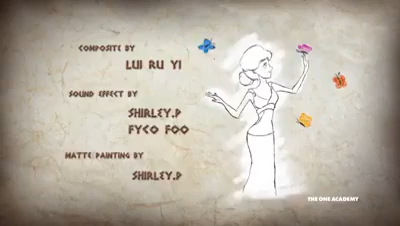 COMPOSITE BY
LUI RU YI
SOUND EFFECT BY
SHIRLEY.P
FYCO FOO
MATTE PAINTING BY
SHIRLEY.P
THE ONE ACADEMY